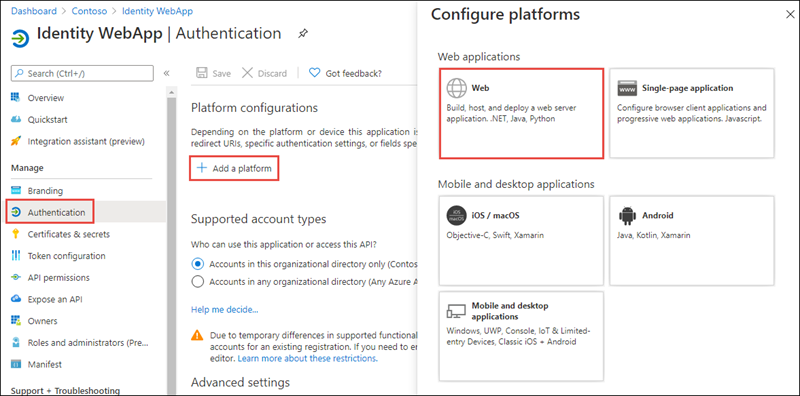 Dashboard > Contoso > Identity WebApp
Identity WebApp | Authentication
Search (Ctrl+/)
«
Overview
Quickstart
Integration assistant (preview)
Manage
Branding
Authentication
Certificates & secrets
Token configuration
API permissions
Expose an API
Owners
Roles and administrators (Pre...
Manifest
Support + Troubleshooting
Save
Discard
Got feedback?
Platform configurations
Depending on the platform or device this application is
redirect URIs, specific authentication settings, or fields spe
+ Add a platform
Supported account types
Who can use this application or access this API?
Accounts in this organizational directory only (Contos
Accounts in any organizational directory (Any Azure A
Help me decide...
Due to temporary differences in supported functional
accounts for an existing registration. If you need to en
editor. Learn more about these restrictions.
Advanced settings
Configure platforms
Web applications
Web
Build, host, and deploy a web server
application. .NET, Java, Python
www
Single-page application
Configure browser client applications and
progressive web applications. Javascript.
Mobile and desktop applications
iOS
macOS
iOS / macOS
Objective-C, Swift, Xamarin
Android
Java, Kotlin, Xamarin
Mobile and desktop
applications
Windows, UWP, Console, IoT & Limited-
entry Devices, Classic iOS + Android